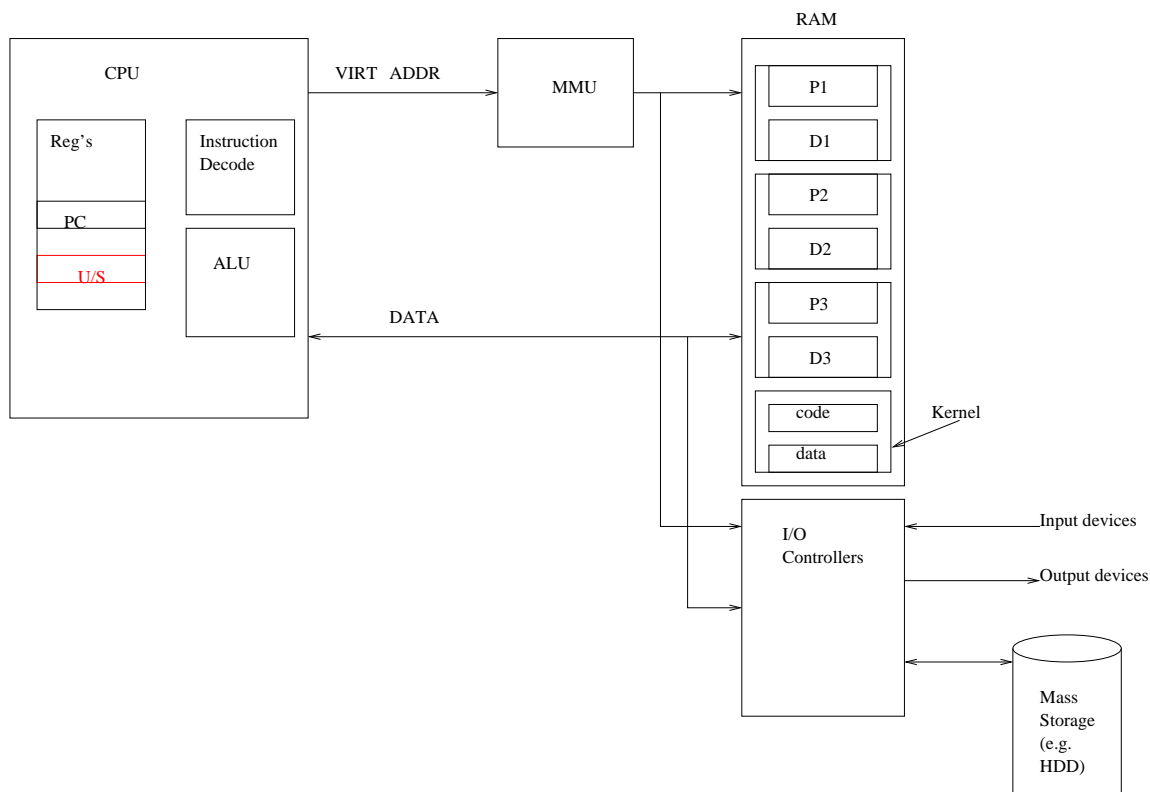 RAM
CPU
VIRT ADDR
MMU
P1
Reg's
Instruction
Decode
D1
P2
PC
D2
ALU
U/S
P3
DATA
D3
code
Kernel
data
I/O
Controllers
Input devices
Output devices
Mass
Storage
(e.g.
HDD)